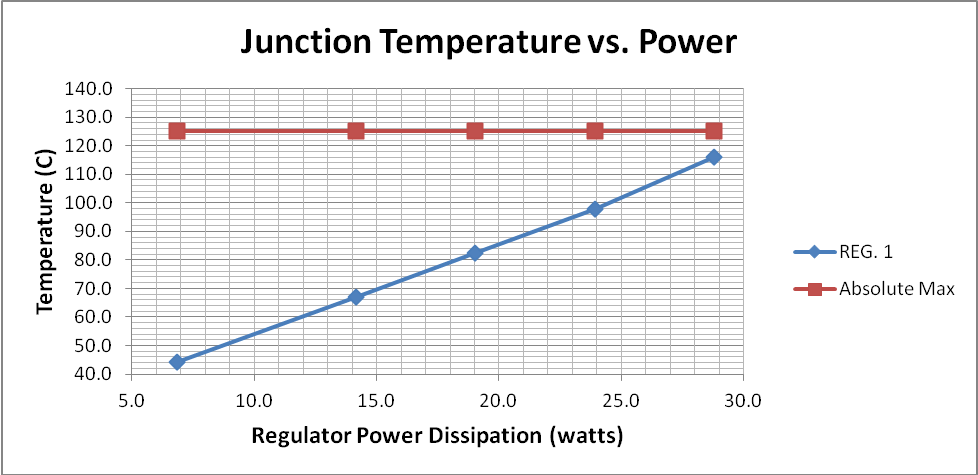 Junction Temperature vs. Power
140.0
130.0
120.0
110.0
100.0
90.0
80.0
70.0
60.0
50.0
40.0
Temperature (C)
5.0 10.0 15.0 20.0 25.0 30.0
Regulator Power Dissipation (watts)
REG. 1
Absolute Max